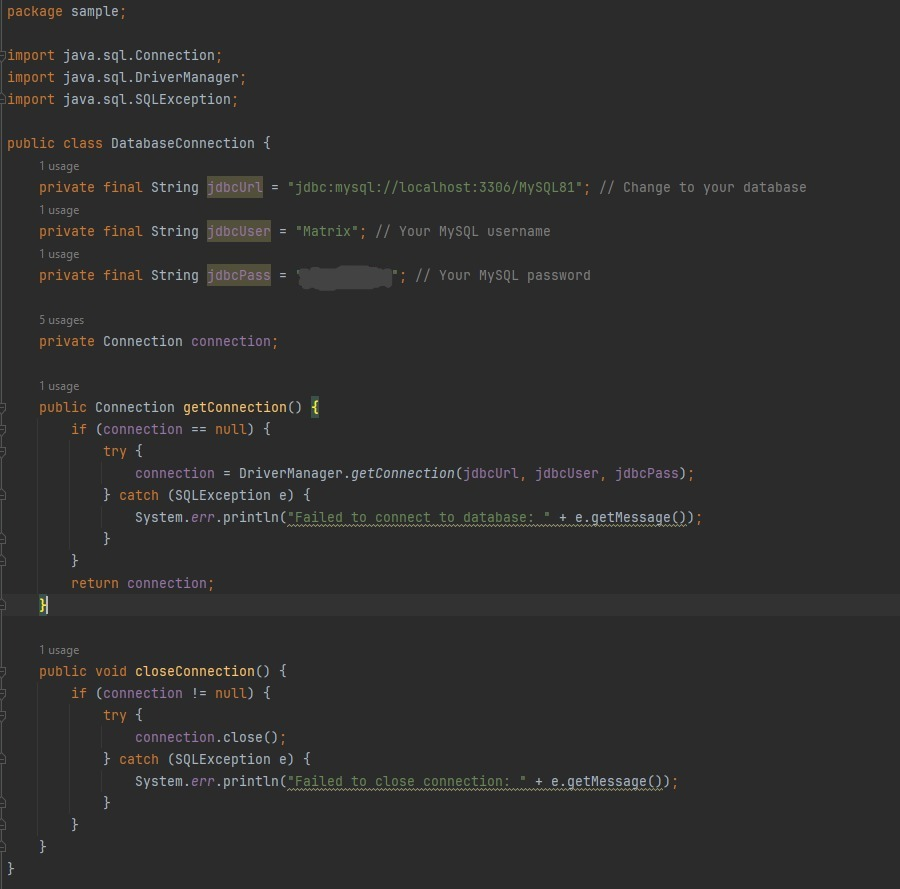 package sample;
import java.sql.Connection;
import java.sql.DriverManager;
import java.sql.SQLException;
public class DatabaseConnection {
1 usage
private final String jdbcUrl = "jdbc:mysql://localhost:3306/MySQL81"; // Change to your database
1 usage
private final String jdbcUser = "Matrix"; // Your MySQL username
1 usage
private final String jdbcPass = " "; // Your MySQL password
5 usages
private Connection connection;
1 usage
public Connection getConnection() {
if (connection == null) {
try {
connection = DriverManager.getConnection(jdbcUrl, jdbcUser, jdbcPass);
} catch (SQLException e) {
System.err.println("Failed to connect to database: " + e.getMessage());
}
}
return connection;
}
1 usage
public void closeConnection() {
if (connection != null) {
try {
connection.close();
} catch (SQLException e) {
System.err.println("Failed to close connection: " + e.getMessage());
}
}
}
}